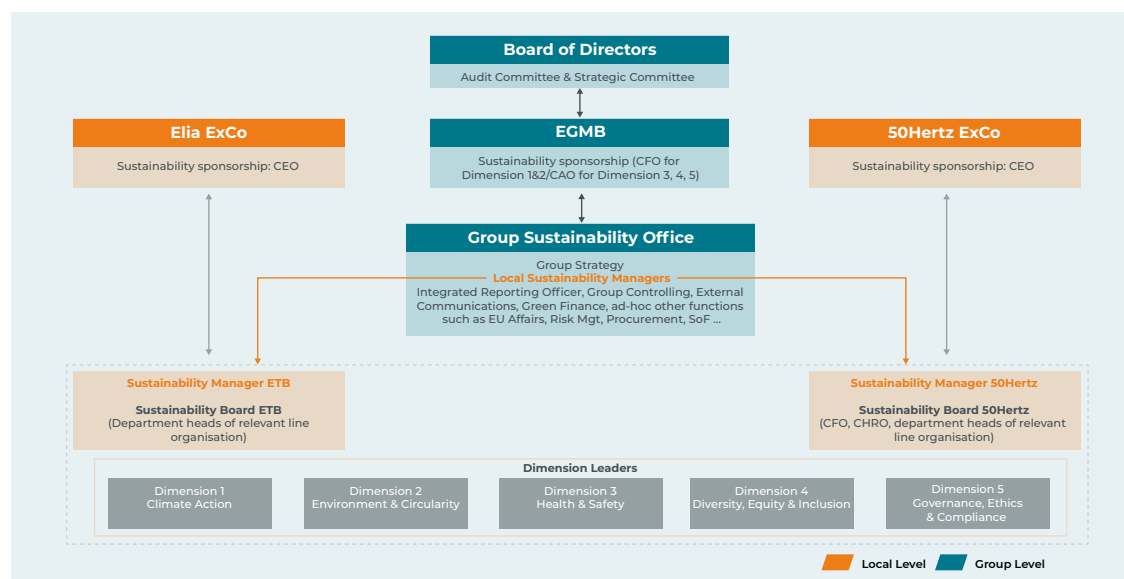 Board of Directors
Audit Committee & Strategic Committee
Elia ExCo
Sustainability sponsorship: CEO
EGMB
Sustainability sponsorship (CFO for
Dimension 1&2/CAO for Dimension 3, 4, 5)
50Hertz ExCo
Sustainability sponsorship: CEO
Group Sustainability Office
Group Strategy
Local Sustainability Managers
Integrated Reporting Officer, Group Controlling, External
Communications, Green Finance, ad-hoc other functions
such as EU Affairs, Risk Mgt, Procurement, SoF ...
Sustainability Manager ETB
Sustainability Board ETB
(Department heads of relevant line
organisation)
Sustainability Manager 50Hertz
Sustainability Board 50Hertz
(CFO, CHRO, department heads of relevant
line organisation)
Dimension Leaders
Dimension 1
Climate Action
Dimension 2
Environment & Circularity
Dimension 3
Health & Safety
Dimension 4
Diversity, Equity & Inclusion
Dimension 5
Governance, Ethics
& Compliance
Local Level
Group Level